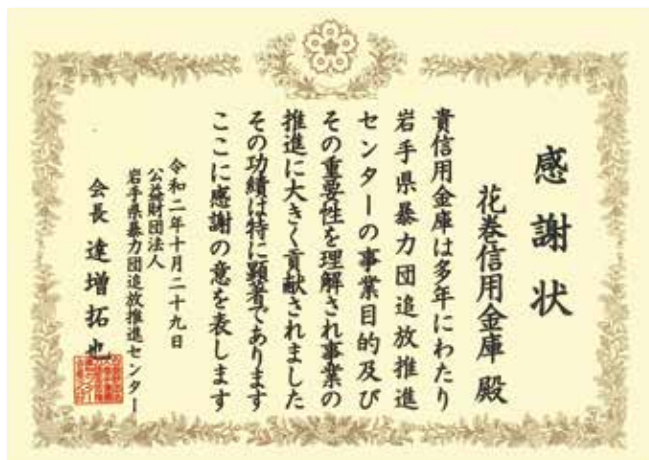 感謝状
花巻信用金庫殿
貴信用金庫は多年にわたり
岩手県暴力団追放推進
センターの事業目的及び
その重要性を理解され事業の
推進に大きく貢献されました
その功績は特に顕著であります
ここに感謝の意を表します
令和二年十月二十九日
公益財団法人
岩手県暴力団追放推進センター
会長 達増拓也